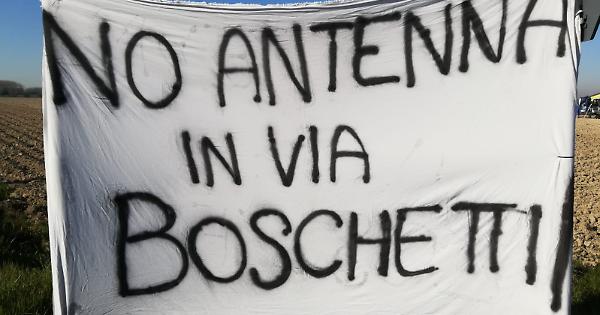 NO ANTENNA
IN VIA
BOSCHETTI